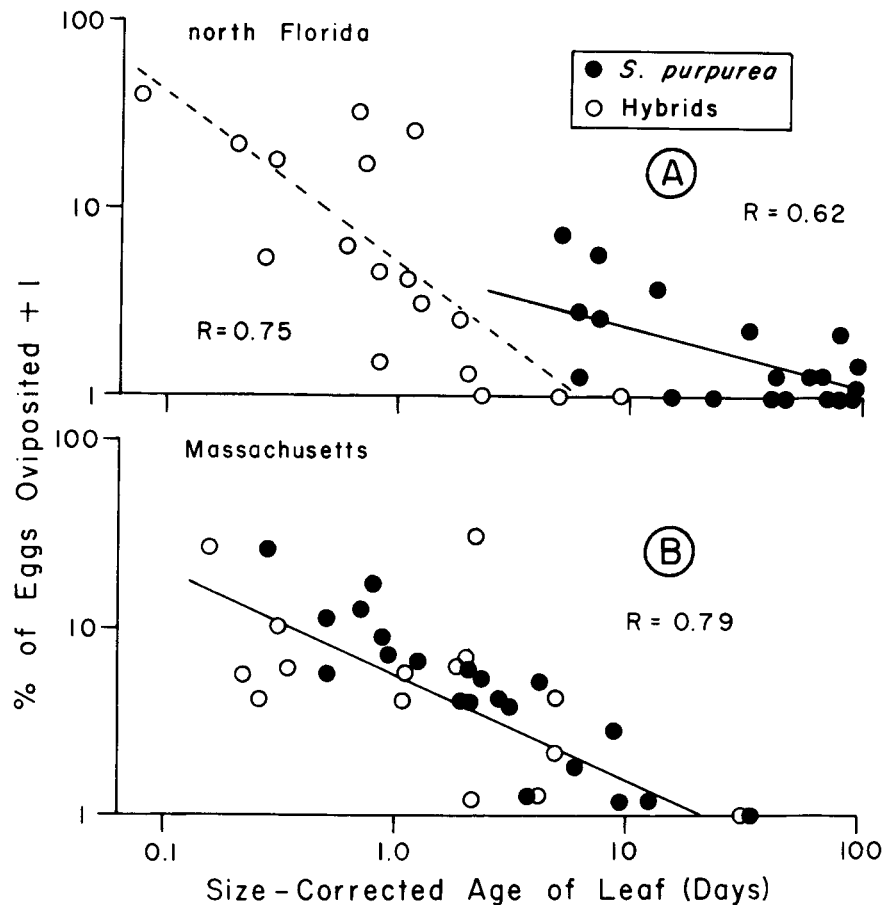 100
north Florida
S. purpurea
Hybrids
A
R = 0.62
10
R = 0.75
1
% of Eggs Oviposited + 1
100
Massachusetts
B
10
R = 0.79
1
0.1 1.0 10 100
Size-Corrected Age of Leaf (Days)